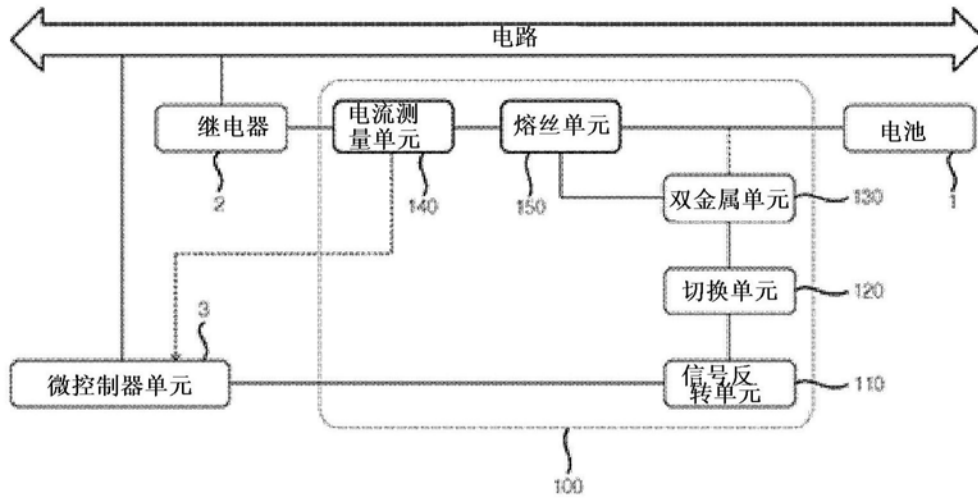 电路
继电器
2
电流测
量单元
140
熔丝单元
150
电池
1
双金属单元
130
切换单元
120
3
微控制器单元
信号反
转单元
110
100